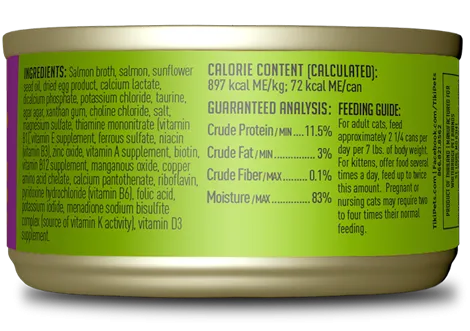 INGREDIENTS: Salmon broth, salmon, sunflower
seed oil, dried egg product, calcium lactate,
dicalcium phosphate, potassium chloride, taurine,
agar agar, xanthan gum, choline chloride, salt,
magnesium sulfate, thiamine mononitrate (vitamin
B1), vitamin E supplement, ferrous sulfate, niacin
(vitamin B3), zinc oxide, vitamin A supplement, biotin,
vitamin B12 supplement, manganous oxide, copper
amino acid chelate, calcium pantothenate, riboflavin,
pyridoxine hydrochloride (vitamin B6), folic acid,
potassium iodide, menadione sodium bisulfite
complex (source of vitamin K activity), vitamin D3
supplement.
CALORIE CONTENT (CALCULATED):
897 kcal ME/kg; 72 kcal ME/can
GUARANTEED ANALYSIS:
Crude Protein/MIN....11.5%
Crude Fat/MIN..............3%
Crude Fiber/MAX........0.1%
Moisture/MAX............83%
FEEDING GUIDE:
For adult cats, feed
approximately 2 1/4 cans per
day per 7 lbs. of body weight.
For kittens, offer food several
times a day, feed up to twice
this amount. Pregnant or
nursing cats may require two
to four times their normal
feeding.